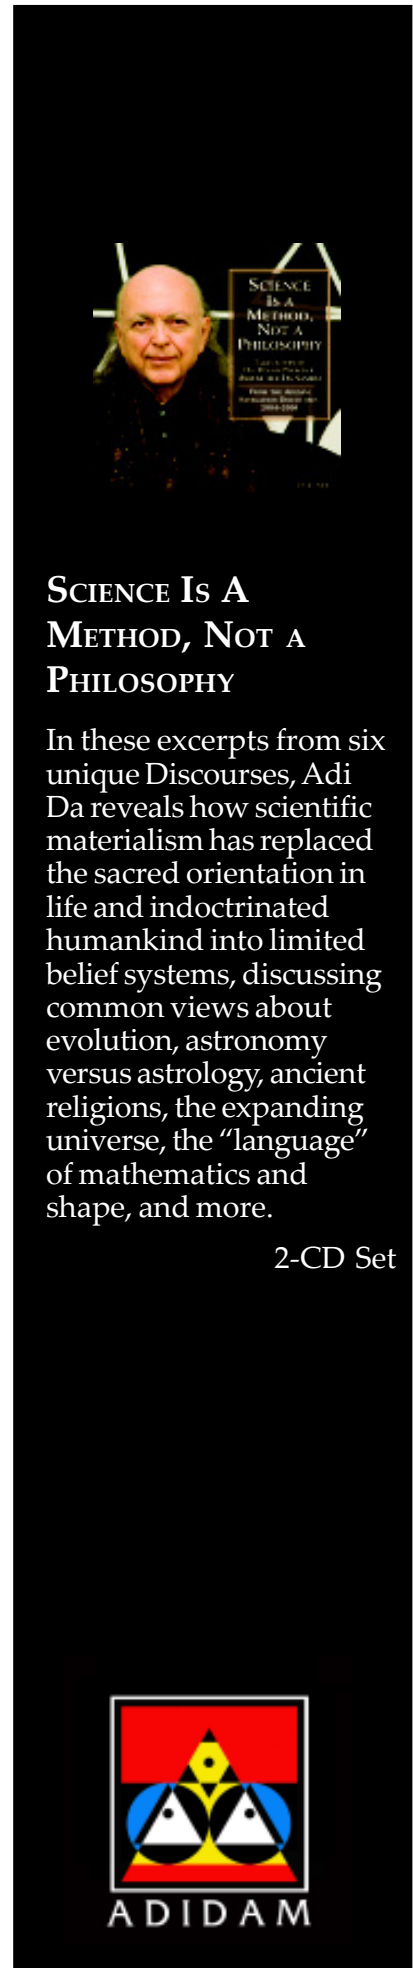 SCIENCE
IS A
METHOD,
NOT A
PHILOSOPHY
SCIENCE IS A
METHOD, NOT A
PHILOSOPHY
In these excerpts from six
unique Discourses, Adi
Da reveals how scientific
materialism has replaced
the sacred orientation in
life and indoctrinated
humankind into limited
belief systems, discussing
common views about
evolution, astronomy
versus astrology, ancient
religions, the expanding
universe, the “language”
of mathematics and
shape, and more.
2-CD Set
ADIDAM